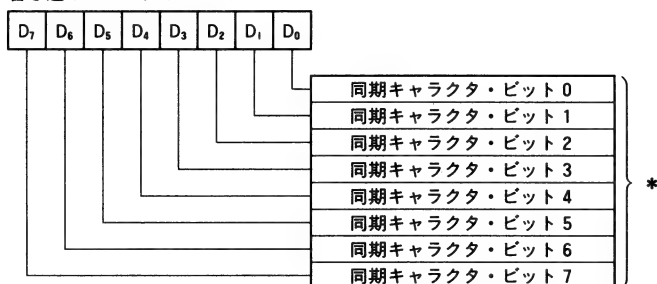 D₇ D₆ D₅ D₄ D₃ D₂ D₁ D₀
同期キャラクタ・ビット0
同期キャラクタ・ビット1
同期キャラクタ・ビット2
同期キャラクタ・ビット3
同期キャラクタ・ビット4
同期キャラクタ・ビット5
同期キャラクタ・ビット6
同期キャラクタ・ビット7
*